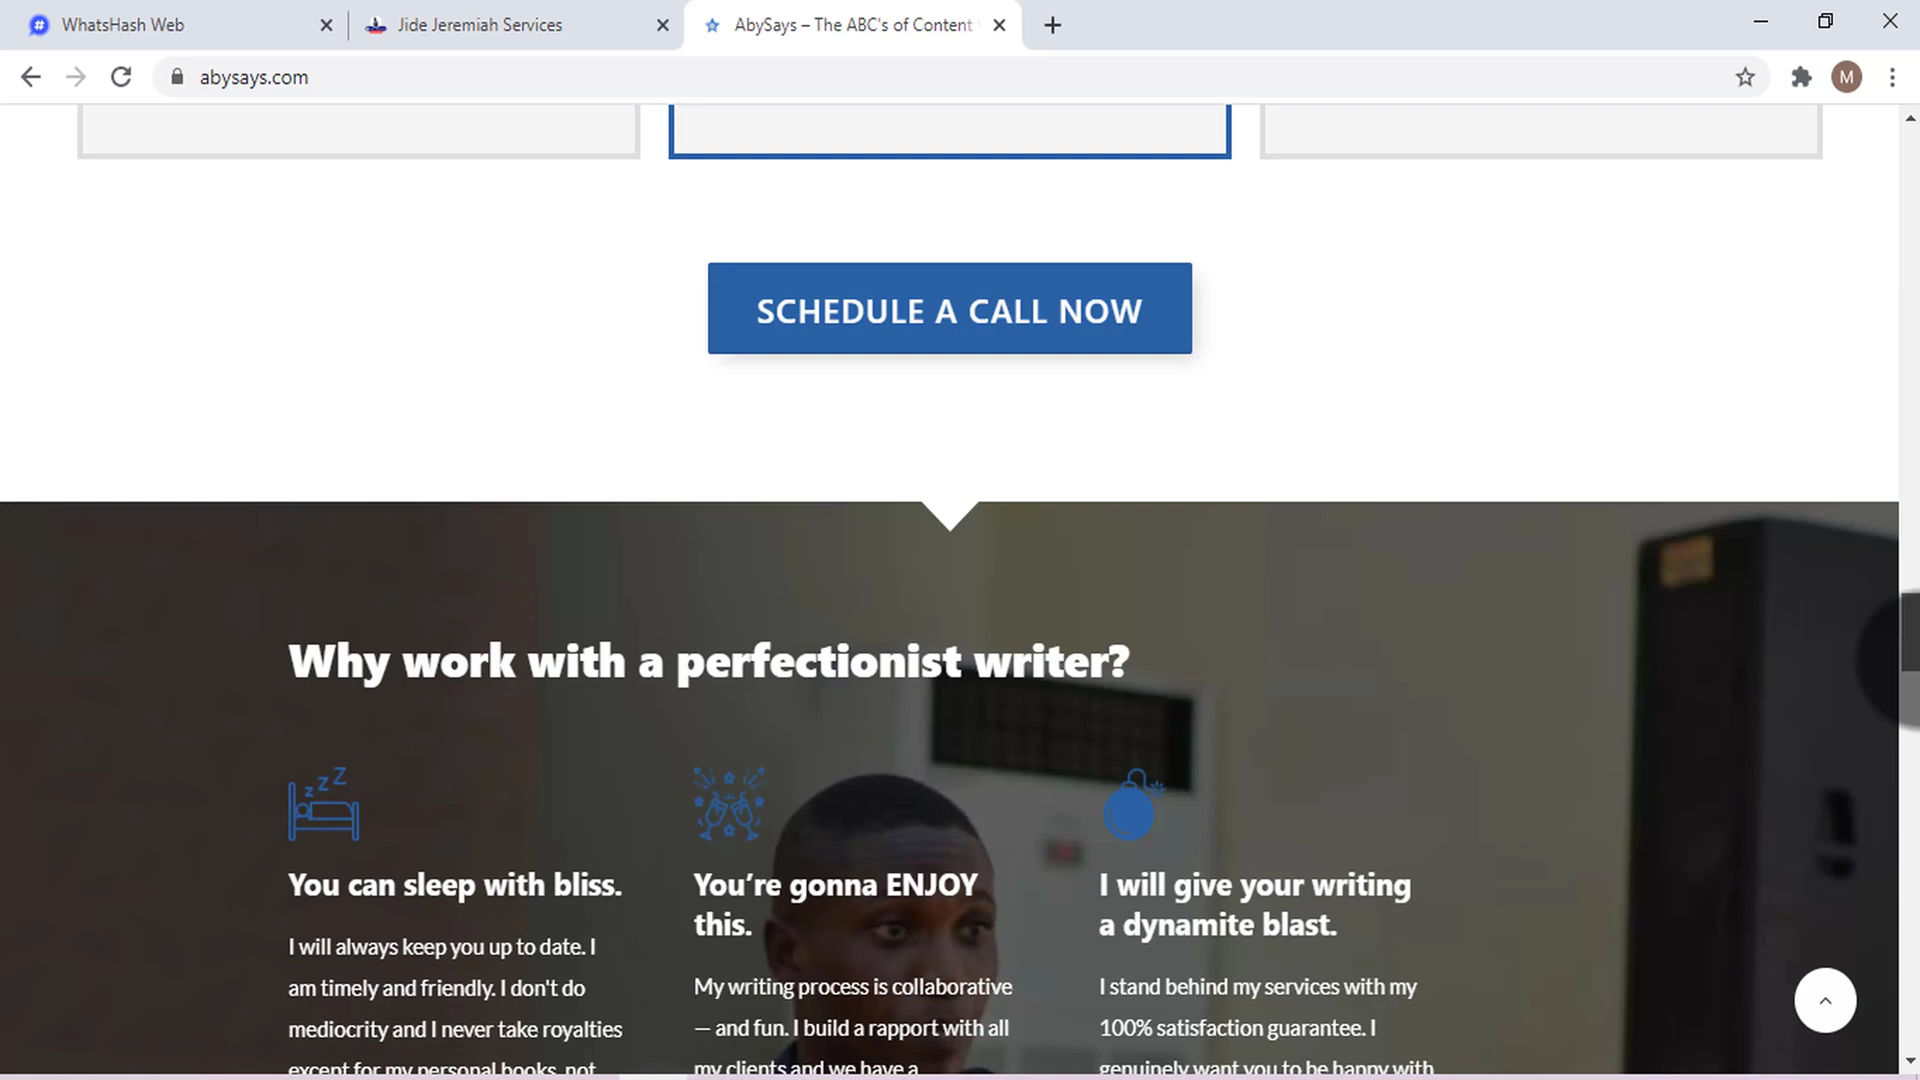 WhatsHash Web
Jide Jeremiah Services
AbySays – The ABC's of Content
abysays.com
M
SCHEDULE A CALL NOW
Why work with a perfectionist writer?
z z Z
You can sleep with bliss.
I will always keep you up to date. I
am timely and friendly. I don't do
mediocrity and I never take royalties
except for my personal books, not
You’re gonna ENJOY
this.
My writing process is collaborative
— and fun. I build a rapport with all
my clients and we have a
I will give your writing
a dynamite blast.
I stand behind my services with my
100% satisfaction guarantee. I
genuinely want you to be happy with